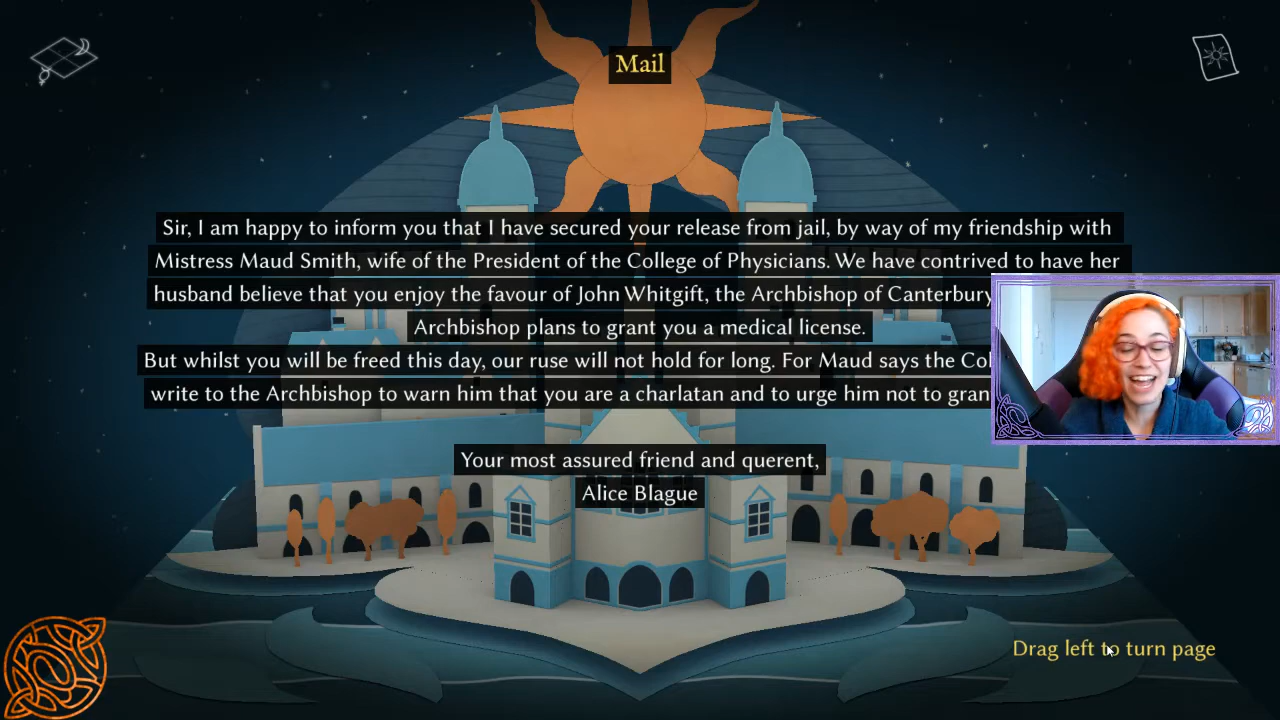 Mail
Sir, I am happy to inform you that I have secured your release from jail, by way of my friendship with
Mistress Maud Smith, wife of the President of the College of Physicians. We have contrived to have her
husband believe that you enjoy the favour of John Whitgift, the Archbishop of Canterbury
Archbishop plans to grant you a medical license.
But whilst you will be freed this day, our ruse will not hold for long. For Maud says the
write to the Archbishop to warn him that you are a charlatan and to urge him not to
Your most assured friend and querent,
Alice Blague
Drag left to turn page